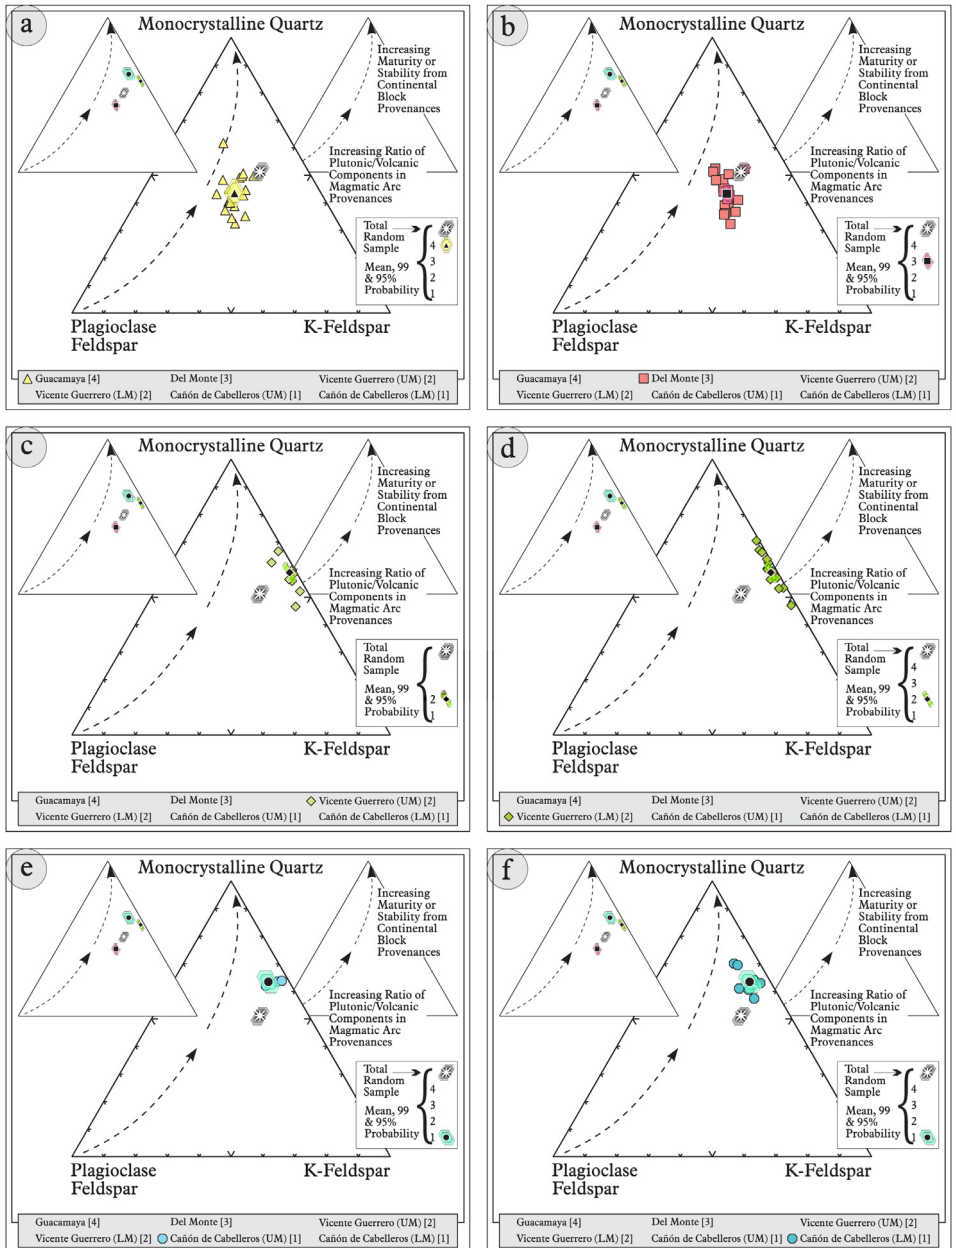 a
Monocrystalline Quartz
Increasing
Maturity or
Stability from
Continental
Block
Provenances
Increasing Ratio of
Plutonic/Volcanic
Components in
Magmatic Arc
Provenances
Total
Random
Sample
Mean, 99
& 95%
Probability
4
3
2
1
Plagioclase
Feldspar
K-Feldspar
Guacamaya [4] Del Monte [3] Vicente Guerrero (UM) [2]
Vicente Guerrero (LM) [2] Cañón de Cabelleros (UM) [1] Cañón de Cabelleros (LM) [1]
b
Monocrystalline Quartz
Increasing
Maturity or
Stability from
Continental
Block
Provenances
Increasing Ratio of
Plutonic/Volcanic
Components in
Magmatic Arc
Provenances
Total
Random
Sample
Mean, 99
& 95%
Probability
4
3
2
1
Plagioclase
Feldspar
K-Feldspar
Guacamaya [4] Del Monte [3] Vicente Guerrero (UM) [2]
Vicente Guerrero (LM) [2] Cañón de Cabelleros (UM) [1] Cañón de Cabelleros (LM) [1]
c
Monocrystalline Quartz
Increasing
Maturity or
Stability from
Continental
Block
Provenances
Increasing Ratio of
Plutonic/Volcanic
Components in
Magmatic Arc
Provenances
Total
Random
Sample
Mean, 99
& 95%
Probability
2
1
Plagioclase
Feldspar
K-Feldspar
Guacamaya [4] Del Monte [3] Vicente Guerrero (UM) [2]
Vicente Guerrero (LM) [2] Cañón de Cabelleros (UM) [1] Cañón de Cabelleros (LM) [1]
d
Monocrystalline Quartz
Increasing
Maturity or
Stability from
Continental
Block
Provenances
Increasing Ratio of
Plutonic/Volcanic
Components in
Magmatic Arc
Provenances
Total
Random
Sample
Mean, 99
& 95%
Probability
4
3
2
1
Plagioclase
Feldspar
K-Feldspar
Guacamaya [4] Del Monte [3] Vicente Guerrero (UM) [2]
Vicente Guerrero (LM) [2] Cañón de Cabelleros (UM) [1] Cañón de Cabelleros (LM) [1]
e
Monocrystalline Quartz
Increasing
Maturity or
Stability from
Continental
Block
Provenances
Increasing Ratio of
Plutonic/Volcanic
Components in
Magmatic Arc
Provenances
Total
Random
Sample
Mean, 99
& 95%
Probability
4
3
2
1
Plagioclase
Feldspar
K-Feldspar
Guacamaya [4] Del Monte [3] Vicente Guerrero (UM) [2]
Vicente Guerrero (LM) [2] Cañón de Cabelleros (UM) [1] Cañón de Cabelleros (LM) [1]
f
Monocrystalline Quartz
Increasing
Maturity or
Stability from
Continental
Block
Provenances
Increasing Ratio of
Plutonic/Volcanic
Components in
Magmatic Arc
Provenances
Total
Random
Sample
Mean, 99
& 95%
Probability
4
3
2
1
Plagioclase
Feldspar
K-Feldspar
Guacamaya [4] Del Monte [3] Vicente Guerrero (UM) [2]
Vicente Guerrero (LM) [2] Cañón de Cabelleros (UM) [1] Cañón de Cabelleros (LM) [1]